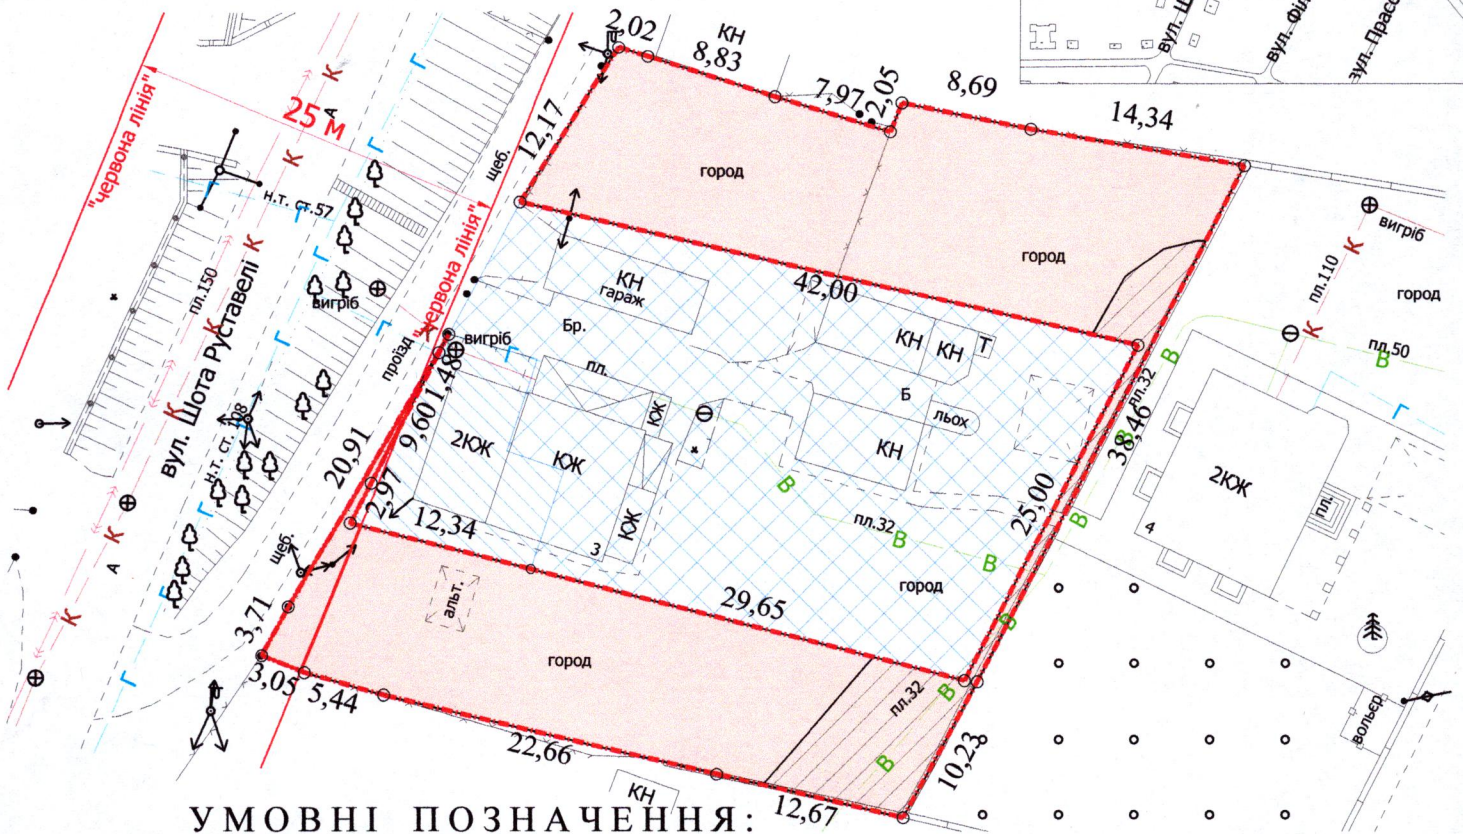 2,02
КН
8,83
7,97
2,05
8,69
14,34
12,17
"червона лінія"
25 м
А
щеб.
вул. Ш
вул. Філ
город
город
н.т. ст.57
пл.150
вул. Шота Руставелі
вигріб
проїзд
"червона лінія"
КН
гараж
42,00
Бр.
вигріб
пл.
КН
КН
Т
Б
льох
КН
вигріб
пл.110
город
пл.50
пл.32
38,46
1,48
9,60
2КЖ
КЖ
КЖ
КЖ
3
20,91
2,97
12,34
25,00
пл.32
город
2КЖ
4
пл.
щеб.
А
альт.
29,65
3,71
3,05
5,44
город
пл.32
22,66
12,67
10,23
КН
вольєр
К
К
К
К
К
К
К
К
К
Г
Г
Г
Г
Г
Г
Г
Г
Г
В
В
В
В
В
В
В
В
В
В
УМОВНІ ПОЗНАЧЕННЯ: